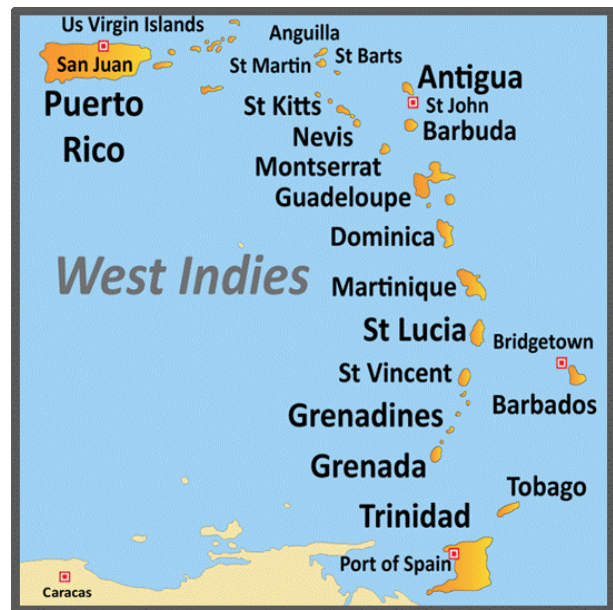 Us Virgin Islands
Anguilla
San Juan
St Martin
St Barts
Antigua
Puerto
Rico
St Kitts
St John
Nevis
Barbuda
Montserrat
Guadeloupe
Dominica
West Indies
Martinique
St Lucia
Bridgetown
St Vincent
Barbados
Grenadines
Grenada
Tobago
Trinidad
Port of Spain
Caracas